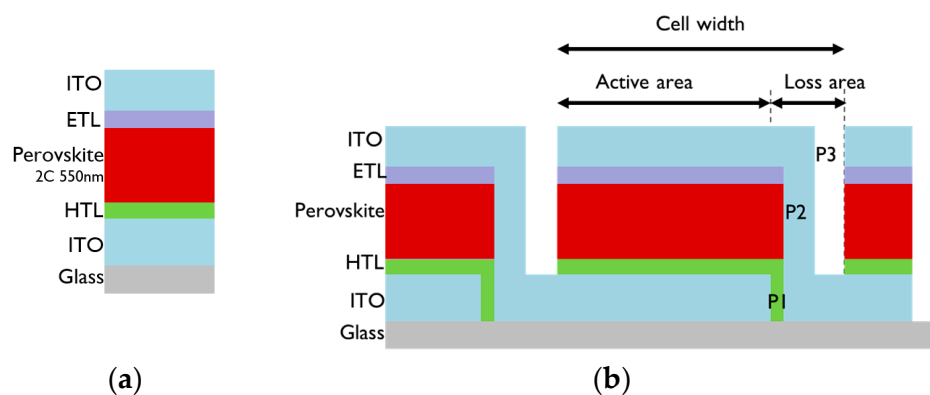 ITO
ETL
Perovskite
2C 550nm
HTL
ITO
Glass
(a)
Cell width
Active area
Loss area
ITO
P3
ETL
Perovskite
P2
HTL
ITO
P1
Glass
(b)